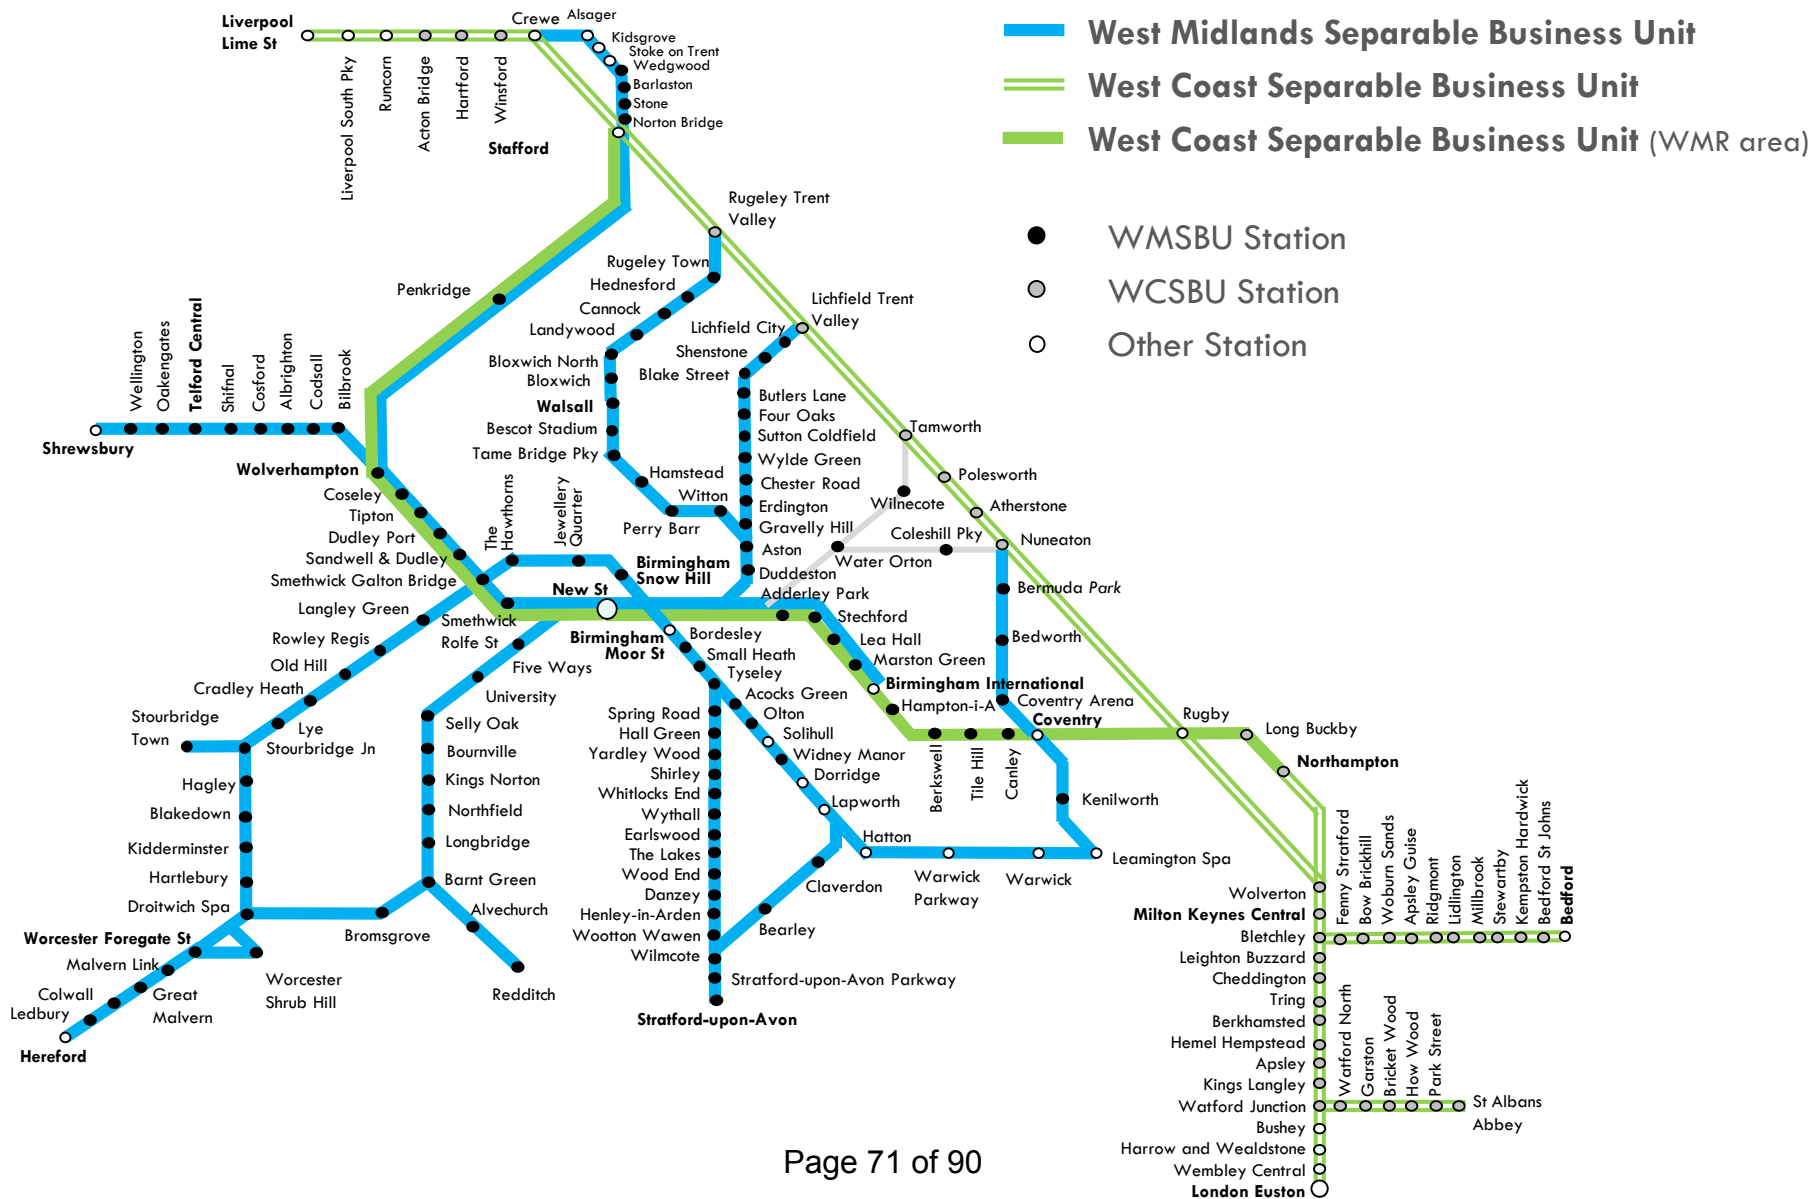 Liverpool
Lime St
Liverpool South Pky
Runcorn
Acton Bridge
Hartford
Winsford
Crewe
Alsager
Kidsgrove
Stoke on Trent
Wedgwood
Barlaston
Stone
Norton Bridge
Stafford
West Midlands Separable Business Unit
West Coast Separable Business Unit
West Coast Separable Business Unit (WMR area)
WMSBU Station
WCSBU Station
Other Station
Rugeley Trent
Valley
Rugeley Town
Hednesford
Cannock
Landywood
Bloxwich North
Bloxwich
Walsall
Bescot Stadium
Tame Bridge Pky
Hamstead
Perry Barr
Witton
Penkridge
Lichfield Trent
Valley
Lichfield City
Shenstone
Blake Street
Butlers Lane
Four Oaks
Sutton Coldfield
Wylde Green
Chester Road
Erdington
Gravelly Hill
Aston
Duddeston
Shrewsbury
Wellington
Oakengates
Telford Central
Shifnal
Cosford
Albrighton
Codsall
Bilbrook
Wolverhampton
Coseley
Tipton
Dudley Port
Sandwell & Dudley
Smethwick Galton Bridge
Langley Green
Rowley Regis
Old Hill
Cradley Heath
Lye
Stourbridge
Town
Stourbridge Jn
Hagley
Blakedown
Kidderminster
Hartlebury
Droitwich Spa
Worcester Foregate St
Malvern Link
Colwall
Ledbury
Hereford
Great
Malvern
Worcester
Shrub Hill
The
Hawthorns
Jewellery
Quarter
Birmingham
Snow Hill
New St
Smethwick
Rolfe St
Birmingham
Moor St
Five Ways
University
Selly Oak
Bournville
Kings Norton
Northfield
Longbridge
Barnt Green
Bromsgrove
Alvechurch
Redditch
Bordesley
Small Heath
Tyseley
Acocks Green
Olton
Solihull
Widney Manor
Dorridge
Lapworth
Hatton
Warwick
Parkway
Warwick
Leamington Spa
Kenilworth
Claverdon
Bearley
Spring Road
Hall Green
Yardley Wood
Shirley
Whitlocks End
Wythall
Earlswood
The Lakes
Wood End
Danzey
Henley-in-Arden
Wootton Wawen
Wilmcote
Stratford-upon-Avon Parkway
Stratford-upon-Avon
Adderley Park
Stechford
Lea Hall
Marston Green
Birmingham International
Hampton-i-A
Berkswell
Tile Hill
Canley
Coventry
Coventry Arena
Bedworth
Bermuda Park
Nuneaton
Coleshill Pky
Water Orton
Wilnecote
Tamworth
Polesworth
Atherstone
Rugby
Long Buckby
Northampton
Wolverton
Milton Keynes Central
Bletchley
Fenny Stratford
Bow Brickhill
Woburn Sands
Apsley Guise
Ridgmont
Lidlington
Millbrook
Stewartby
Kempston Hardwick
Bedford St Johns
Bedford
Leighton Buzzard
Cheddington
Tring
Berkhamsted
Hemel Hempstead
Apsley
Kings Langley
Watford Junction
Watford North
Garston
Bricket Wood
How Wood
Park Street
St Albans
Abbey
Bushey
Harrow and Wealdstone
Wembley Central
London Euston
Page 71 of 90